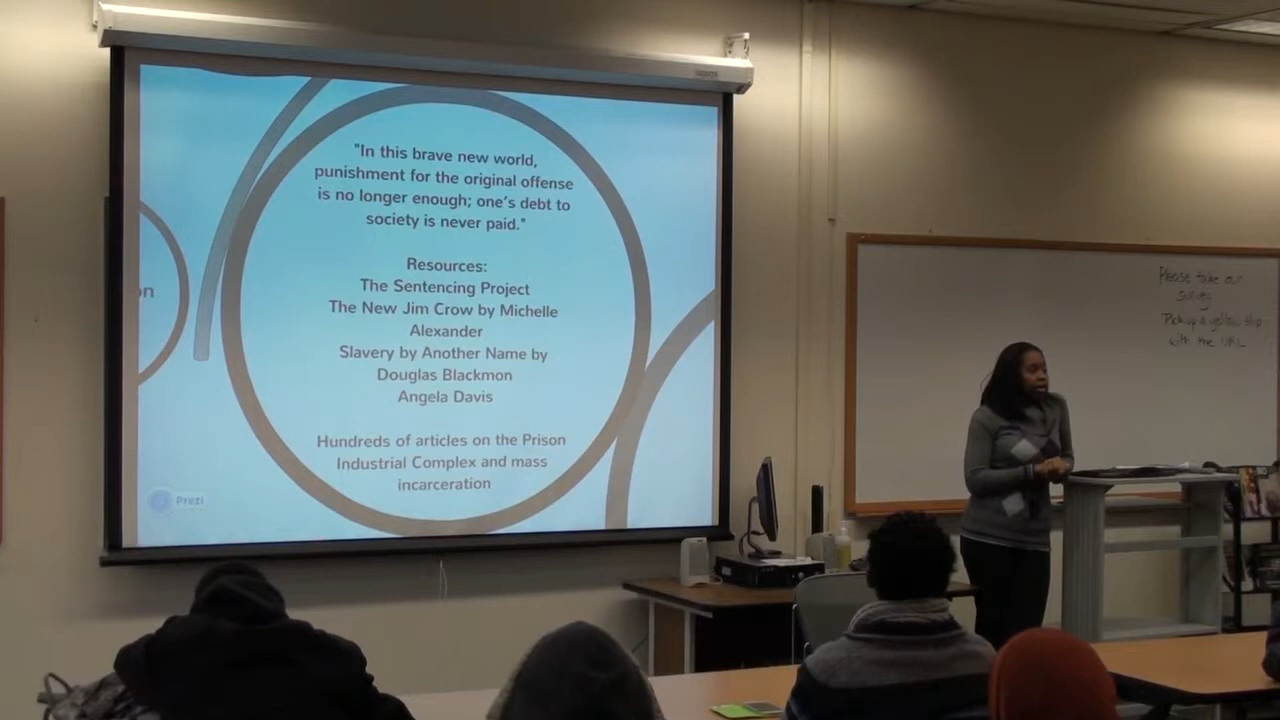 "In this brave new world,
punishment for the original offense
is no longer enough; one's debt to
society is never paid."
Resources:
The Sentencing Project
The New Jim Crow by Michelle
Alexander
Slavery by Another Name by
Douglas Blackmon
Angela Davis
Hundreds of articles on the Prison
Industrial Complex and mass
incarceration
on
Prezi
Please take our
survey
Pick up a yellow slip
with the URL